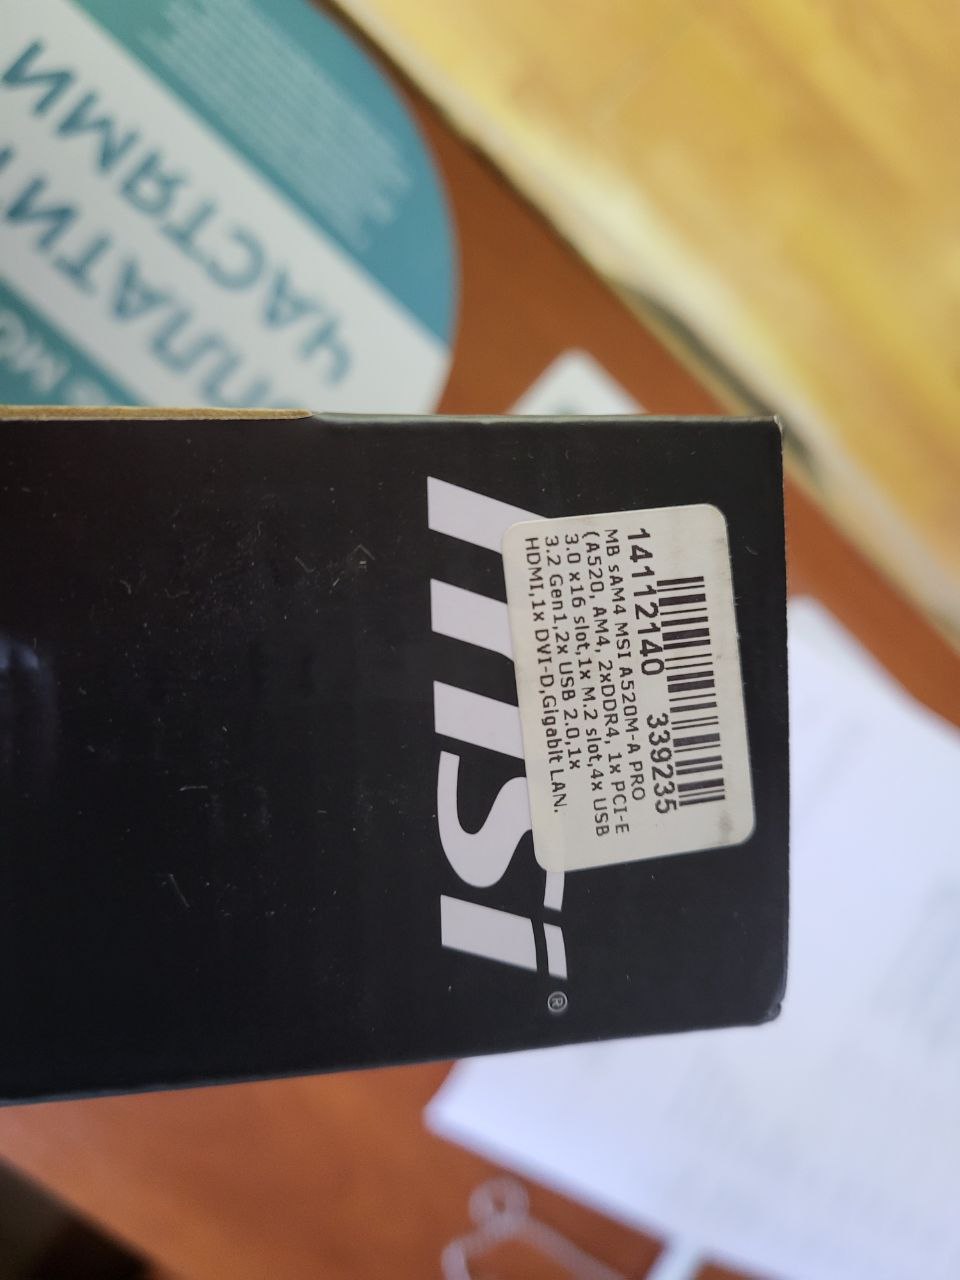 ЧАСТЯМИ
msi®
14112140 339235
MB sAM4 MSI A520M-A PRO
(A520, AM4, 2xDDR4, 1x PCI-E
3.0 x16 slot,1x M.2 slot,4x USB
3.2 Gen1,2x USB 2.0,1x
HDMI,1x DVI-D,Gigabit LAN.